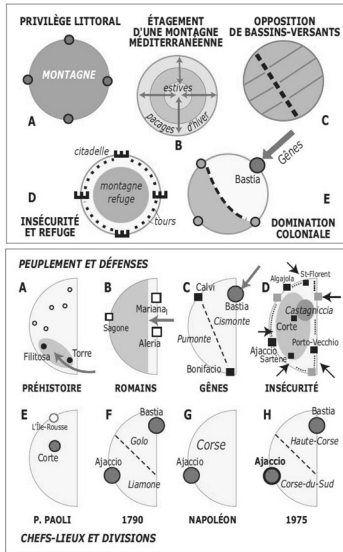 PRIVILÈGE LITTORAL
MONTAGNE
A
ÉTAGEMENT
D'UNE MONTAGNE
MÉDITERRANEÉNNE
estives
pacages d'hiver
B
OPPOSITION
DE BASSINS-VERSANTS
C
citadelle
montagne
refuge
tours
D
INSÉCURITÉ
ET REFUGE
Gênes
Bastia
E
DOMINATION
COLONIALE
PEUPLEMENT ET DÉFENSES
A
Filitosa
Torre
PRÉHISTOIRE
B
Mariana
Sagone
Aleria
ROMAINS
C
Calvi
Bastia
Cismonte
Pumonte
Bonifacio
GÊNES
D
St-Florent
Algajola
Castagniccia
Corte
Ajaccio
Porto-Vecchio
Sartène
INSÉCURITÉ
E
L'Île-Rousse
Corte
P. PAOLI
F
Bastia
Golo
Ajaccio
Liamone
1790
G
Corse
Ajaccio
NAPOLÉON
H
Bastia
Haute-Corse
Ajaccio
Corse-du-Sud
1975
CHEFS-LIEUX ET DIVISIONS